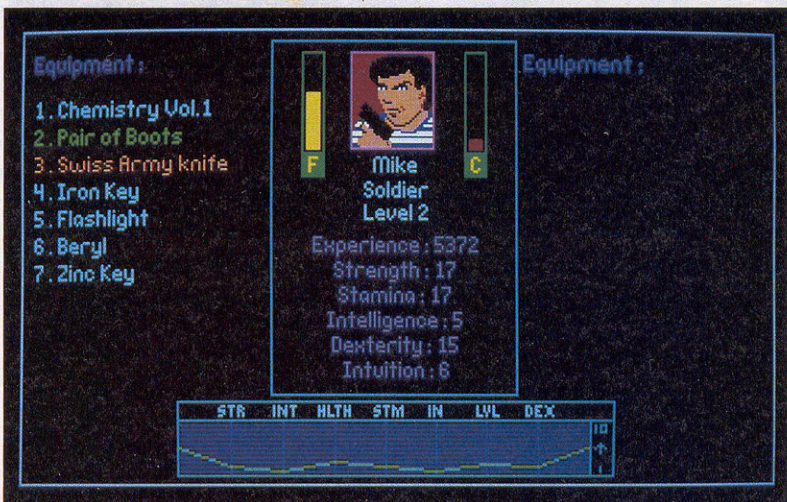 Equipment :
1. Chemistry Vol.1
2. Pair of Boots
3. Swiss Army knife
4. Iron Key
5. Flashlight
6. Beryl
7. Zinc Key
F
C
Mike
Soldier
Level 2
Experience : 5372
Strength : 17
Stamina : 17
Intelligence : 5
Dexterity : 15
Intuition : 6
Equipment :
STR INT HLTH STM IN LVL DEX
10
1